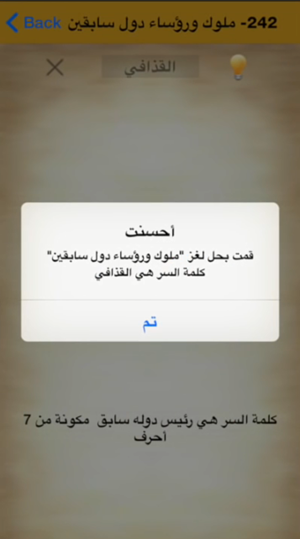 Back
242- ملوك ورؤساء دول سابقين
القذافي
أحسنت
قمت بحل لغز "ملوك ورؤساء دول سابقين"
كلمة السر هي القذافي
تم
كلمة السر هي رئيس دوله سابق مكونة من 7
أحرف